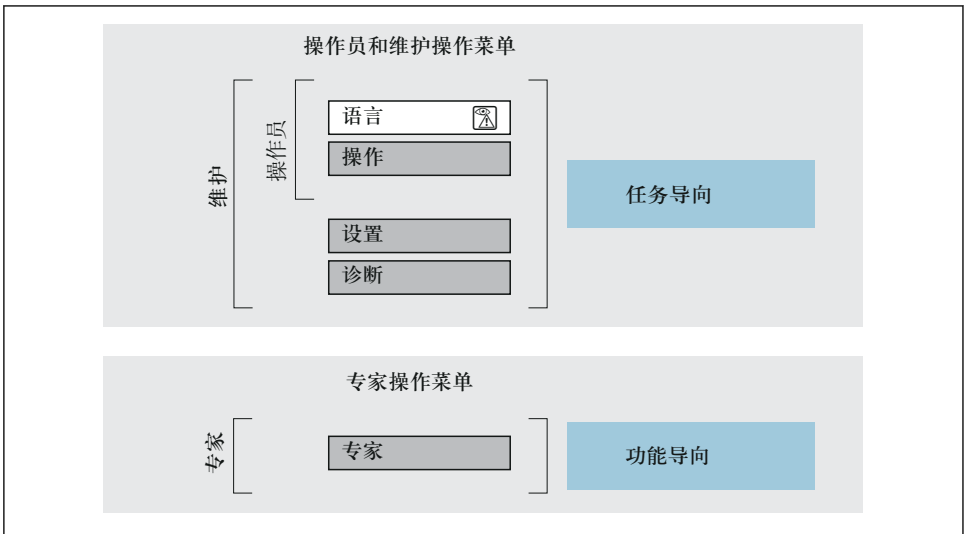 操作员和维护操作菜单
维护
操作员
语言
操作
设置
诊断
任务导向
专家操作菜单
专家
专家
功能导向